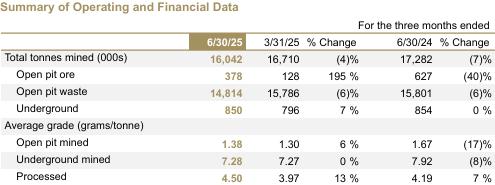 Summary of Operating and Financial Data
For the three months ended
6/30/25 3/31/25 % Change 6/30/24 % Change
Total tonnes mined (000s) 16,042 16,710 (4)% 17,282 (7)%
Open pit ore 378 128 195 % 627 (40)%
Open pit waste 14,814 15,786 (6)% 15,801 (6)%
Underground 850 796 7 % 854 0 %
Average grade (grams/tonne)
Open pit mined 1.38 1.30 6 % 1.67 (17)%
Underground mined 7.28 7.27 0 % 7.92 (8)%
Processed 4.50 3.97 13 % 4.19 7 %